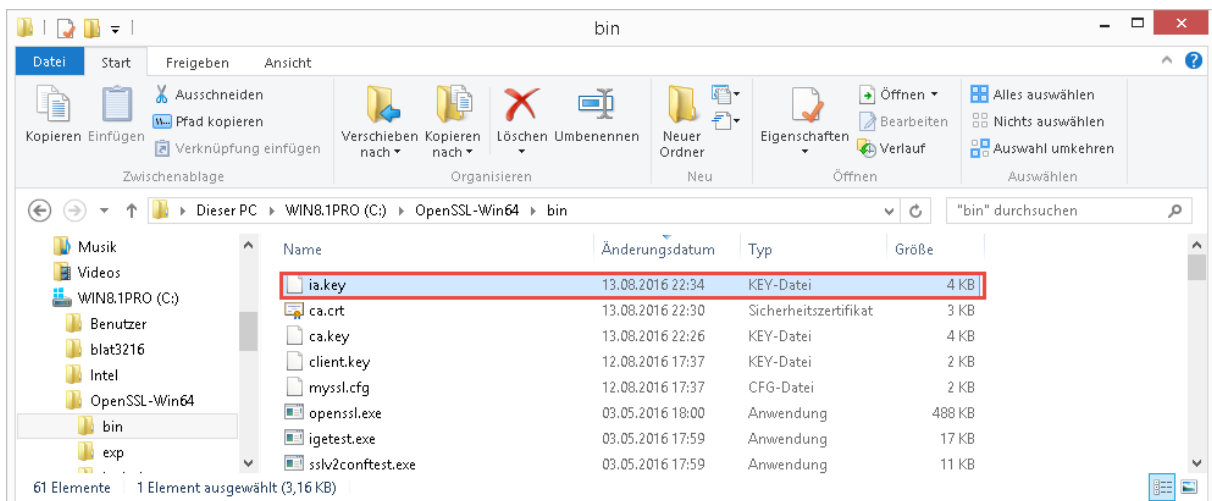 bin
Datei Start Freigeben Ansicht
Kopieren Einfügen
Ausschneiden
Pfad kopieren
Verknüpfung einfügen
Zwischenablage
Verschieben nach
Kopieren nach
Löschen
Umbenennen
Organisieren
Neuer Ordner
Neu
Eigenschaften
Öffnen
Bearbeiten
Verlauf
Öffnen
Alles auswählen
Nichts auswählen
Auswahl umkehren
Auswählen
Dieser PC WIN8.1PRO (C:) OpenSSL-Win64 bin
"bin" durchsuchen
Musik
Videos
WIN8.1PRO (C:)
Benutzer
blat3216
Intel
OpenSSL-Win64
bin
exp
Name Änderungsdatum Typ Größe
ia.key 13.08.2016 22:34 KEY-Datei 4 KB
ca.crt 13.08.2016 22:30 Sicherheitszertifikat 3 KB
ca.key 13.08.2016 22:26 KEY-Datei 4 KB
client.key 12.08.2016 17:37 KEY-Datei 2 KB
myssl.cfg 12.08.2016 17:37 CFG-Datei 2 KB
openssl.exe 03.05.2016 18:00 Anwendung 488 KB
igetest.exe 03.05.2016 17:59 Anwendung 17 KB
sslv2conftest.exe 03.05.2016 17:59 Anwendung 11 KB
61 Elemente 1 Element ausgewählt (3,16 KB)